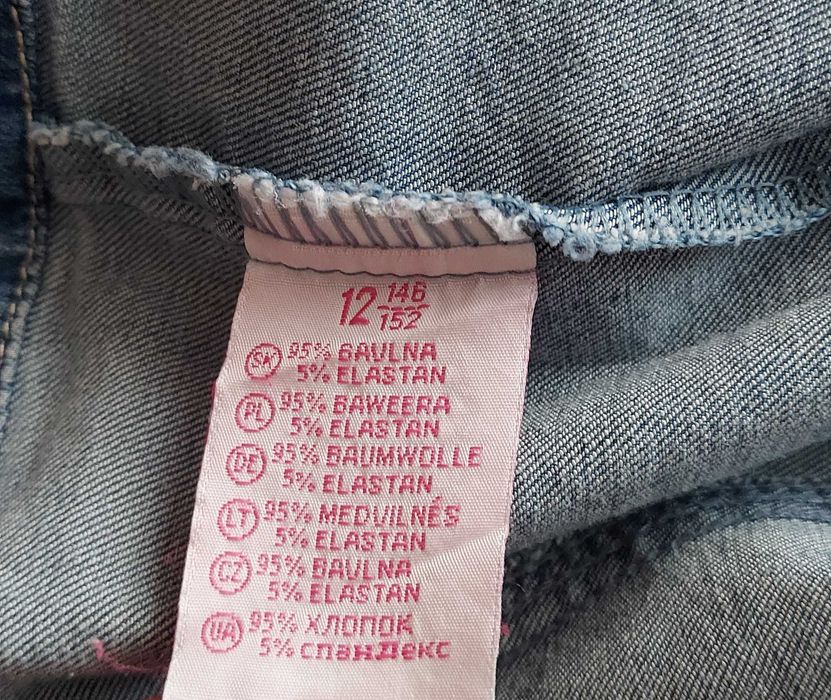 12 146/152
SK 95% BAVLNA
5% ELASTAN
PL 95% BAWEERA
5% ELASTAN
DE 95% BAUMWOLLE
5% ELASTAN
LT 95% MEDVILNĖS
5% ELASTAN
CZ 95% BAVLNA
5% ELASTAN
UA 95% ХЛОПОК
5% спанДекс